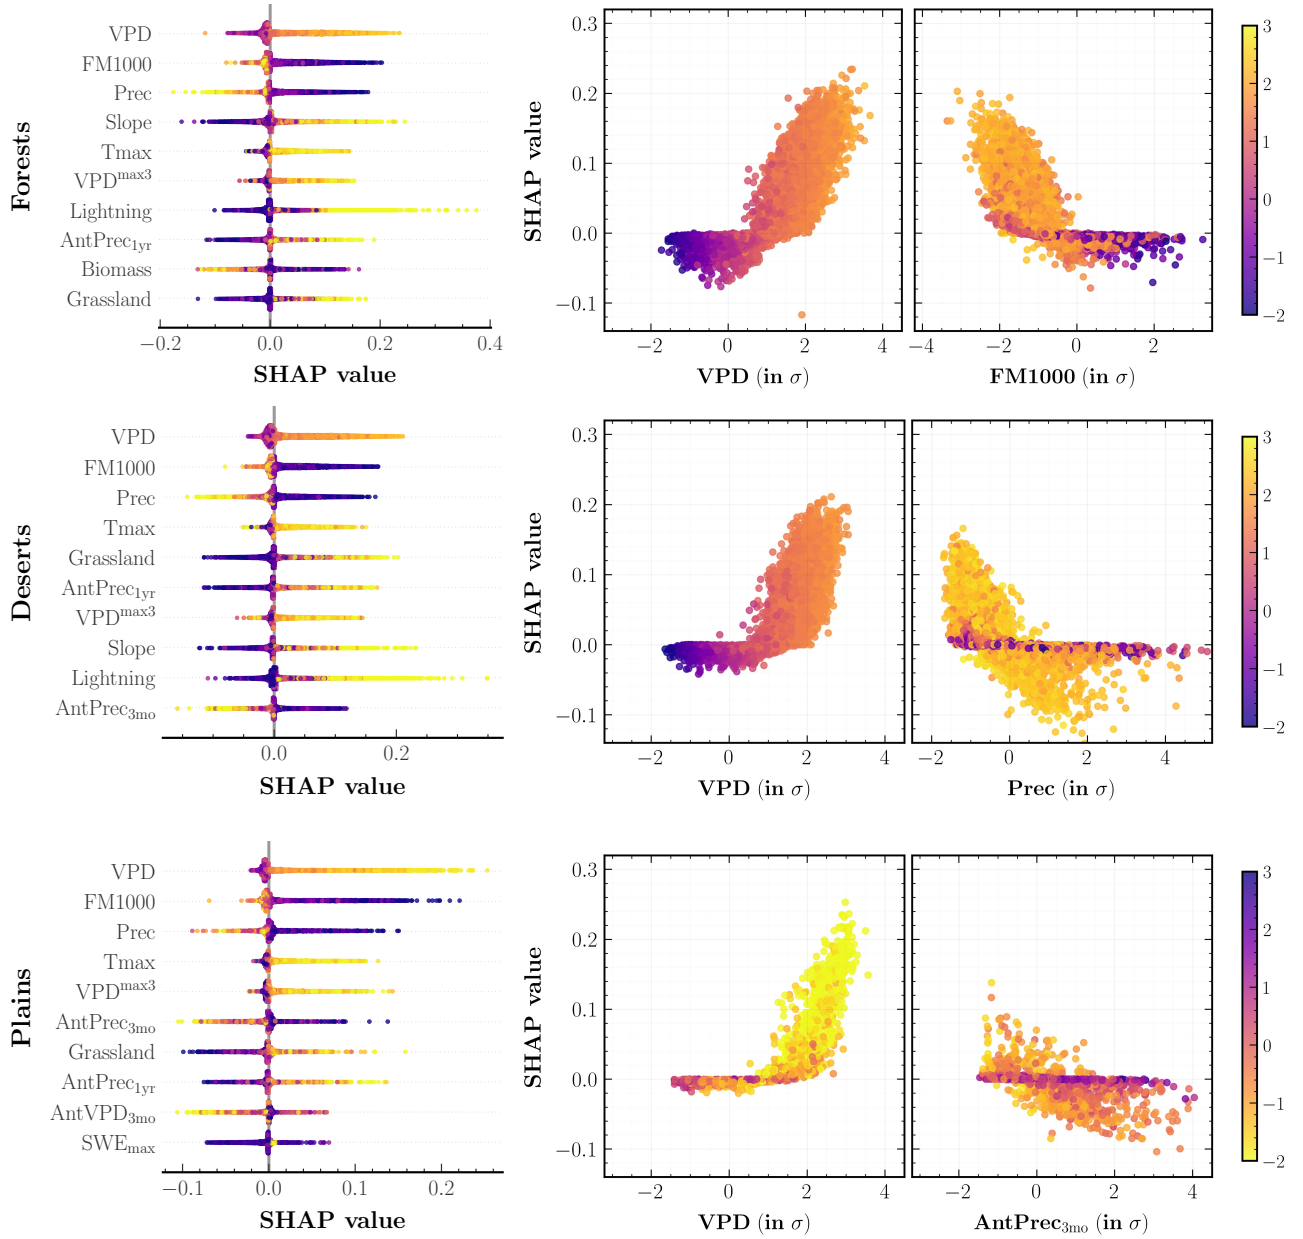 Forests
VPD
FM1000
Prec
Slope
Tmax
VPD^max3
Lightning
AntPrec_1yr
Biomass
Grassland
−0.2 0.0 0.2 0.4
SHAP value
SHAP value
0.3
0.2
0.1
0.0
−0.1
−2 0 2 4
VPD (in σ)
−4 −2 0 2
FM1000 (in σ)
3
2
1
0
−1
−2
Deserts
VPD
FM1000
Prec
Tmax
Grassland
AntPrec_1yr
VPD^max3
Slope
Lightning
AntPrec_3mo
0.0 0.2
SHAP value
SHAP value
0.3
0.2
0.1
0.0
−0.1
−2 0 2 4
VPD (in σ)
−2 0 2 4
Prec (in σ)
3
2
1
0
−1
−2
Plains
VPD
FM1000
Prec
Tmax
VPD^max3
AntPrec_3mo
Grassland
AntPrec_1yr
AntVPD_3mo
SWE_max
−0.1 0.0 0.1 0.2
SHAP value
SHAP value
0.3
0.2
0.1
0.0
−0.1
−2 0 2 4
VPD (in σ)
−2 0 2 4
AntPrec_3mo (in σ)
3
2
1
0
−1
−2